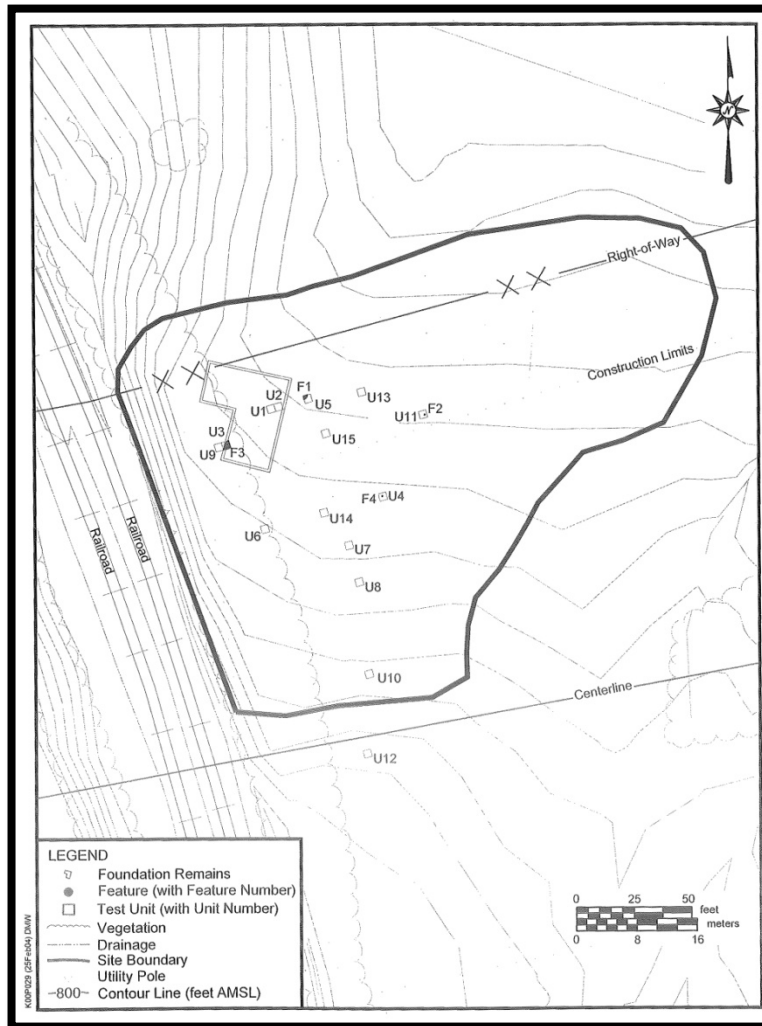 N
Right-of-Way
Construction Limits
F1
U2
U13
U1
U5
U11
F2
U3
U15
U9
F3
F4
U4
U14
U6
U7
Railroad
Railroad
U8
U10
Centerline
U12
LEGEND
Foundation Remains
Feature (with Feature Number)
Test Unit (with Unit Number)
Vegetation
Drainage
Site Boundary
Utility Pole
-800- Contour Line (feet AMSL)
0 25 50
feet
meters
0 8 16
K00P029 (25Feb04) DMW